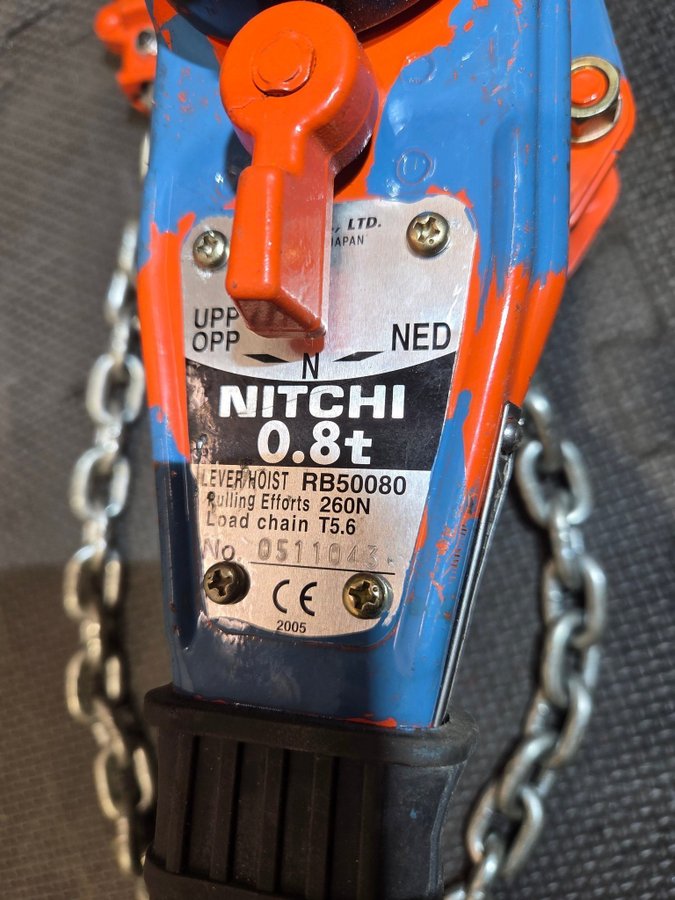 ., LTD.
JAPAN
UPP
OPP
NED
N
NITCHI
0.8t
LEVER HOIST RB50080
Pulling Efforts 260N
Load chain T5.6
No. 0511043
CE
2005